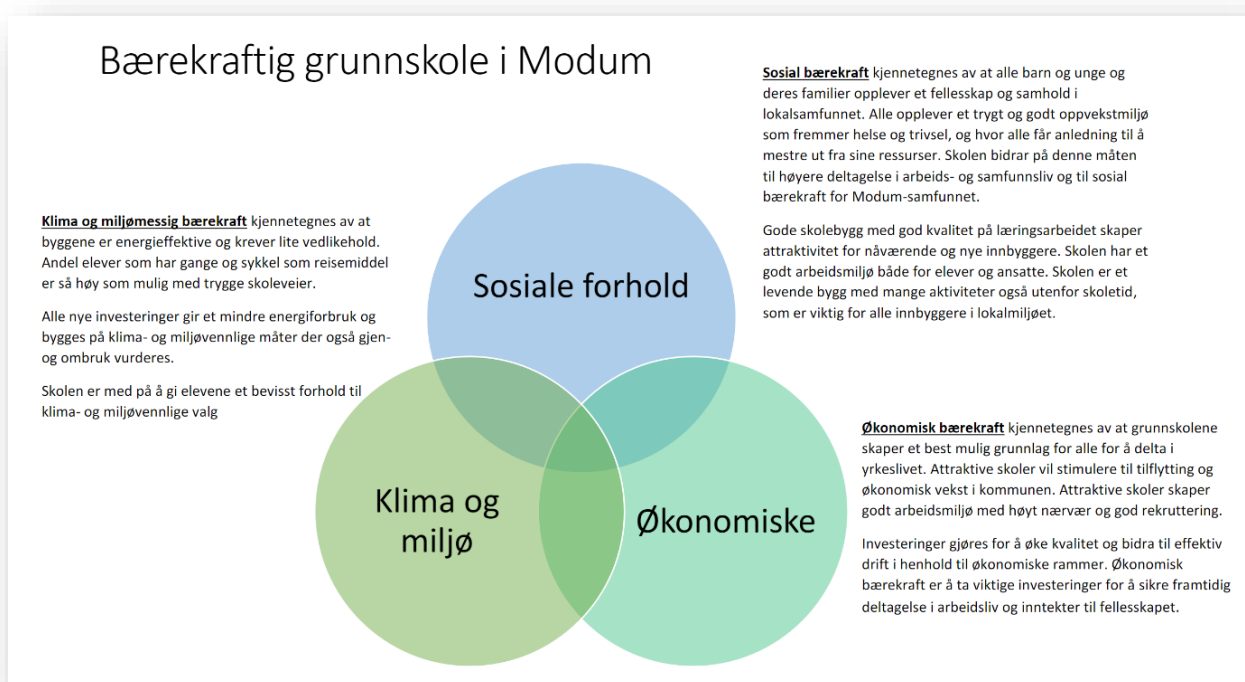 Bærekraftig grunnskole i Modum
Sosial bærekraft kjennetegnes av at alle barn og unge og
deres familier opplever et fellesskap og samhold i
lokalsamfunnet. Alle opplever et trygt og godt oppvekstmiljø
som fremmer helse og trivsel, og hvor alle får anledning til å
mestre ut fra sine ressurser. Skolen bidrar på denne måten
til høyere deltagelse i arbeids- og samfunnsliv og til sosial
bærekraft for Modum-samfunnet.
Gode skolebygg med god kvalitet på læringsarbeidet skaper
attraktivitet for nåværende og nye innbyggere. Skolen har et
godt arbeidsmiljø både for elever og ansatte. Skolen er et
levende bygg med mange aktiviteter også utenfor skoletid,
som er viktig for alle innbyggere i lokalmiljøet.
Klima og miljømessig bærekraft kjennetegnes av at
byggene er energieffektive og krever lite vedlikehold.
Andel elever som har gange og sykkel som reisemiddel
er så høy som mulig med trygge skoleveier.
Alle nye investeringer gir et mindre energiforbruk og
bygges på klima- og miljøvennlige måter der også gjen-
og ombruk vurderes.
Skolen er med på å gi elevene et bevisst forhold til
klima- og miljøvennlige valg
Sosiale forhold
Klima og
miljø
Økonomiske
Økonomisk bærekraft kjennetegnes av at grunnskolene
skaper et best mulig grunnlag for alle for å delta i
yrkeslivet. Attraktive skoler vil stimulere til tilflytting og
økonomisk vekst i kommunen. Attraktive skoler skaper
godt arbeidsmiljø med høyt nærvær og god rekruttering.
Investeringer gjøres for å øke kvalitet og bidra til effektiv
drift i henhold til økonomiske rammer. Økonomisk
bærekraft er å ta viktige investeringer for å sikre framtidig
deltagelse i arbeidsliv og inntekter til fellesskapet.